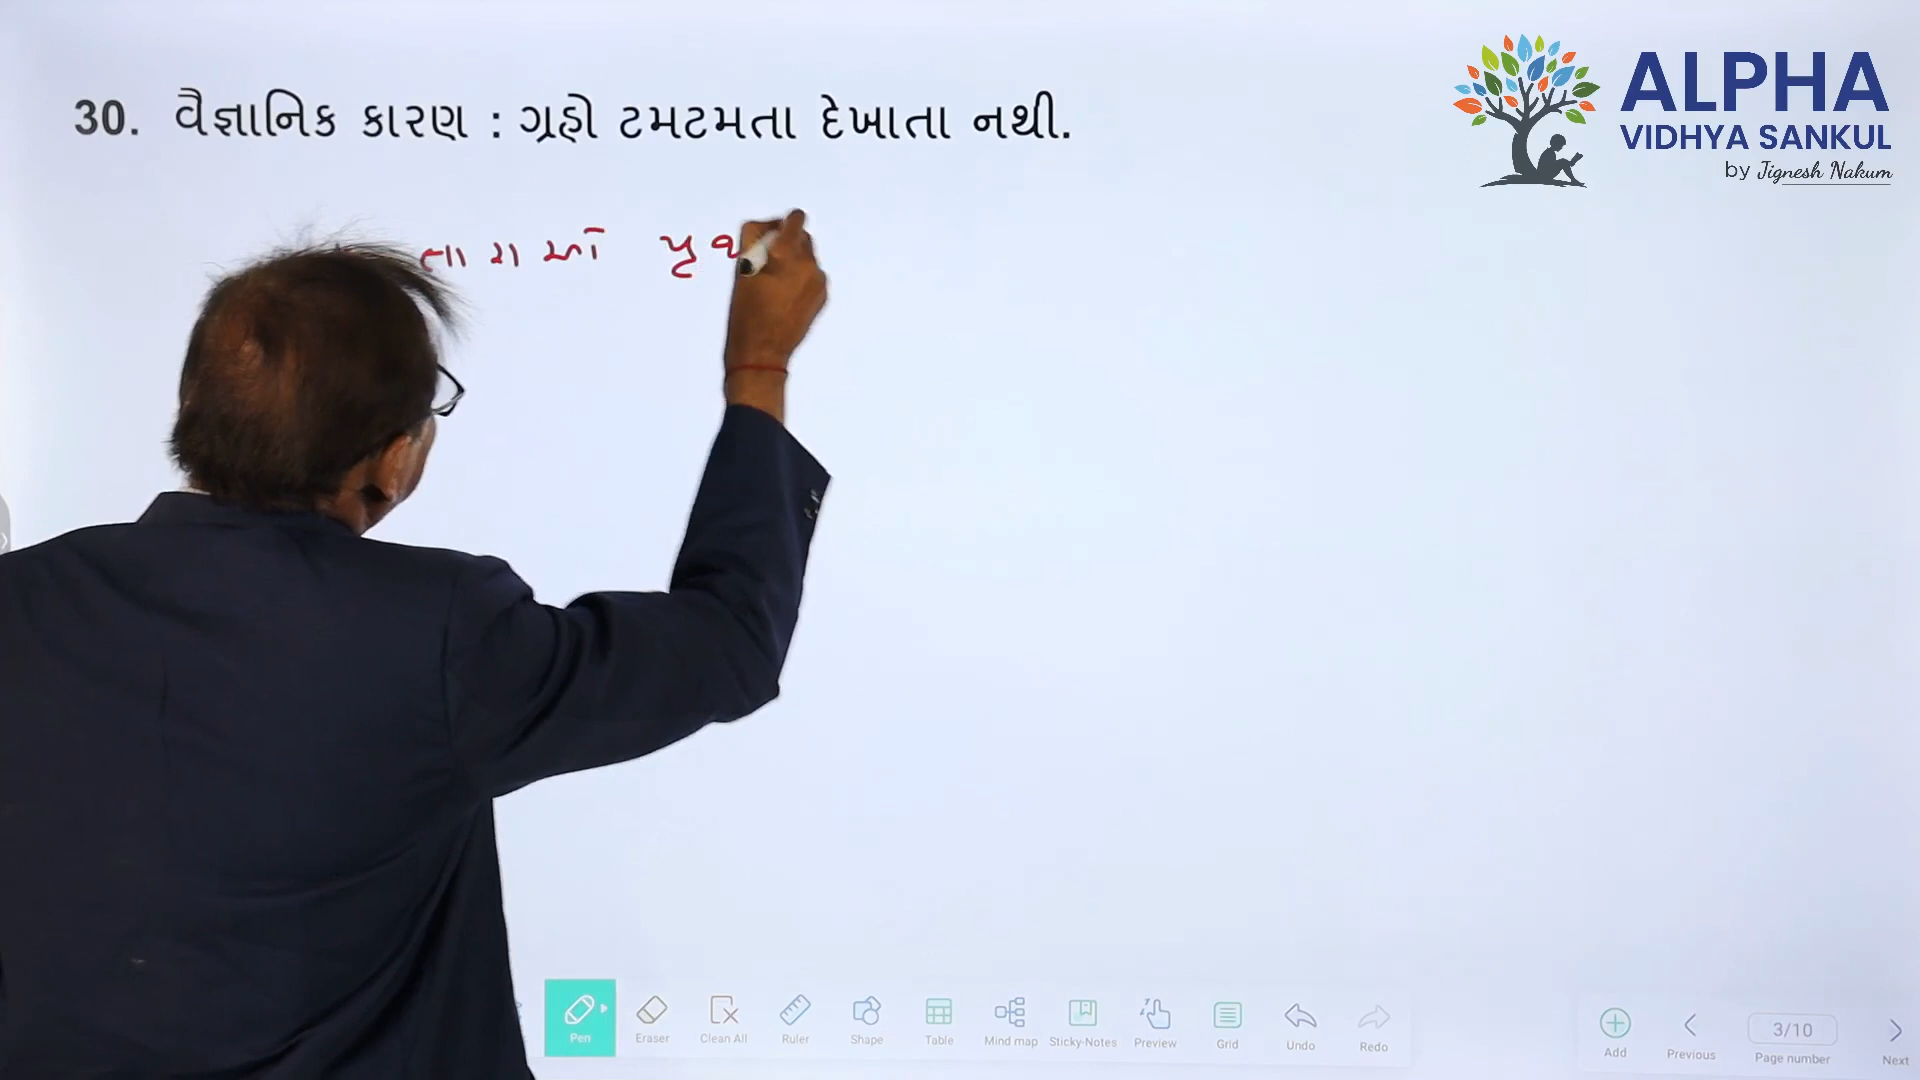 30. વૈજ્ઞાનિક કારણ : ગ્રહો ટમટમતા દેખાતા નથી.
ALPHA
VIDHYA SANKUL
by Jignesh Nakum
તારાઓ
Pen Eraser Clean All Ruler Shape Table Mind map Sticky-Notes Preview Grid Undo Redo
Add Previous 3/10 Page number Next